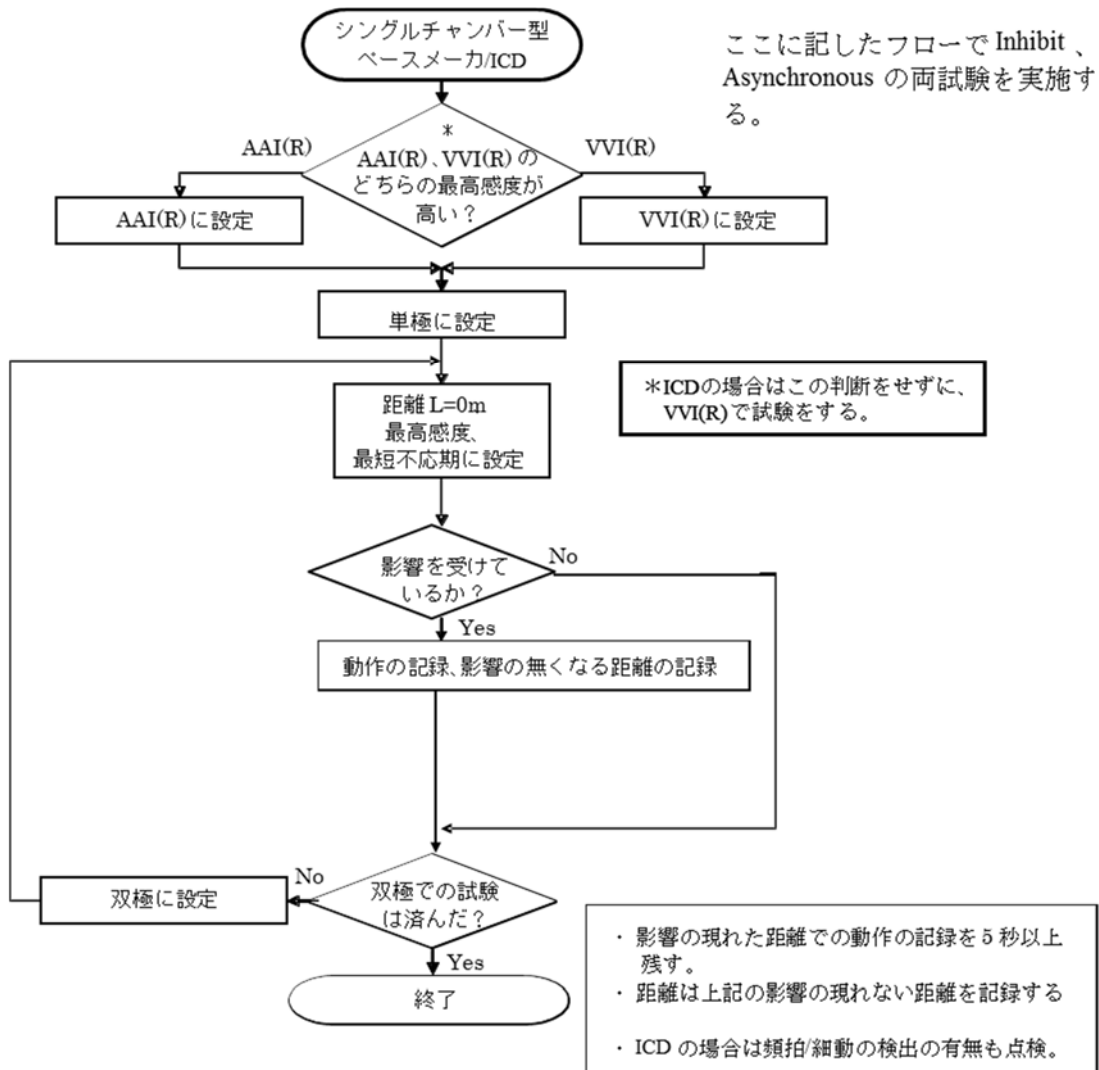 シングルチャンバー型
ペースメーカ/ICD
ここに記したフローで Inhibit 、
Asynchronous の両試験を実施す
る。
AAI(R)
＊
AAI(R)、VVI(R) の
どちらの最高感度が
高い？
VVI(R)
AAI(R) に設定
VVI(R) に設定
単極に設定
＊ICDの場合はこの判断をせずに、
VVI(R) で試験をする。
距離 L=0m
最高感度、
最短不応期に設定
影響を受けて
いるか？
No
Yes
動作の記録、影響の無くなる距離の記録
双極に設定
No
双極での試験
は済んだ？
Yes
終了
・ 影響の現れた距離での動作の記録を 5 秒以上
残す。
・ 距離は上記の影響の現れない距離を記録する
・ ICD の場合は頻拍/細動の検出の有無も点検。